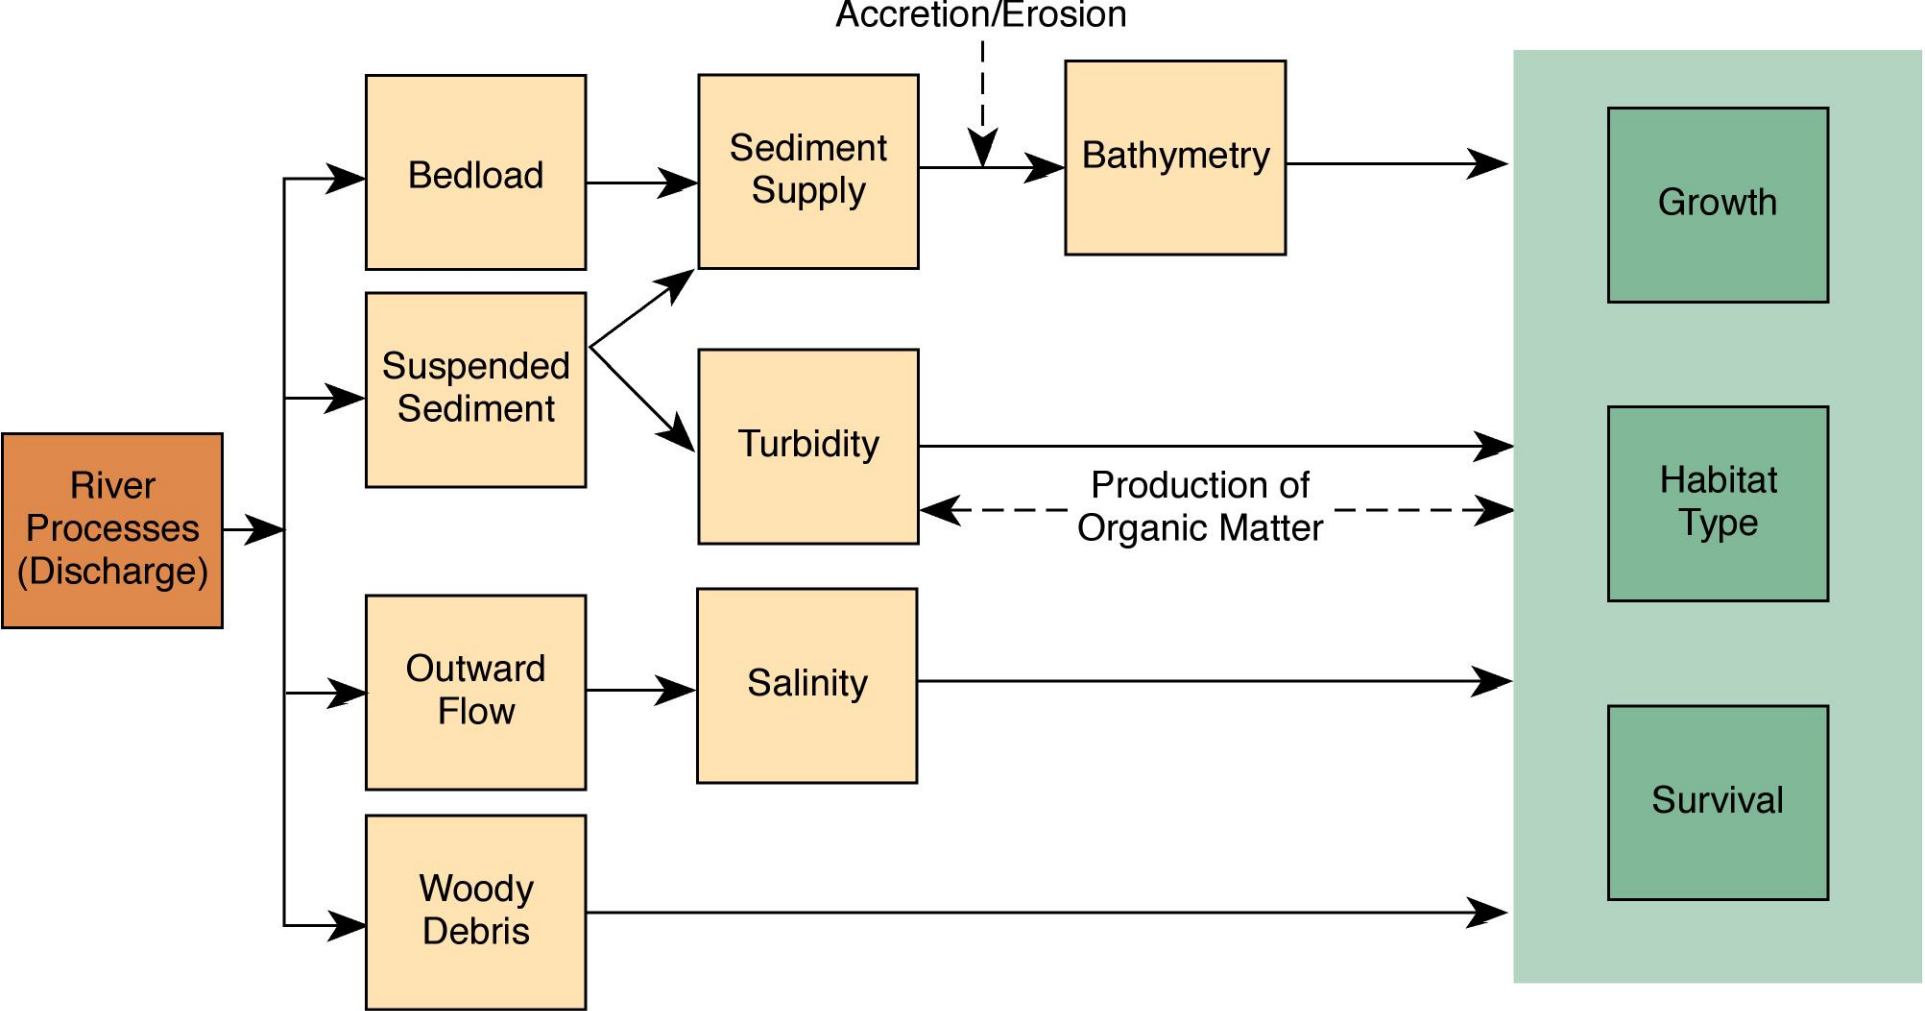 Accretion/Erosion
Bedload
Sediment
Supply
Bathymetry
Growth
Suspended
Sediment
Turbidity
Production of
Organic Matter
Habitat
Type
River
Processes
(Discharge)
Outward
Flow
Salinity
Survival
Woody
Debris